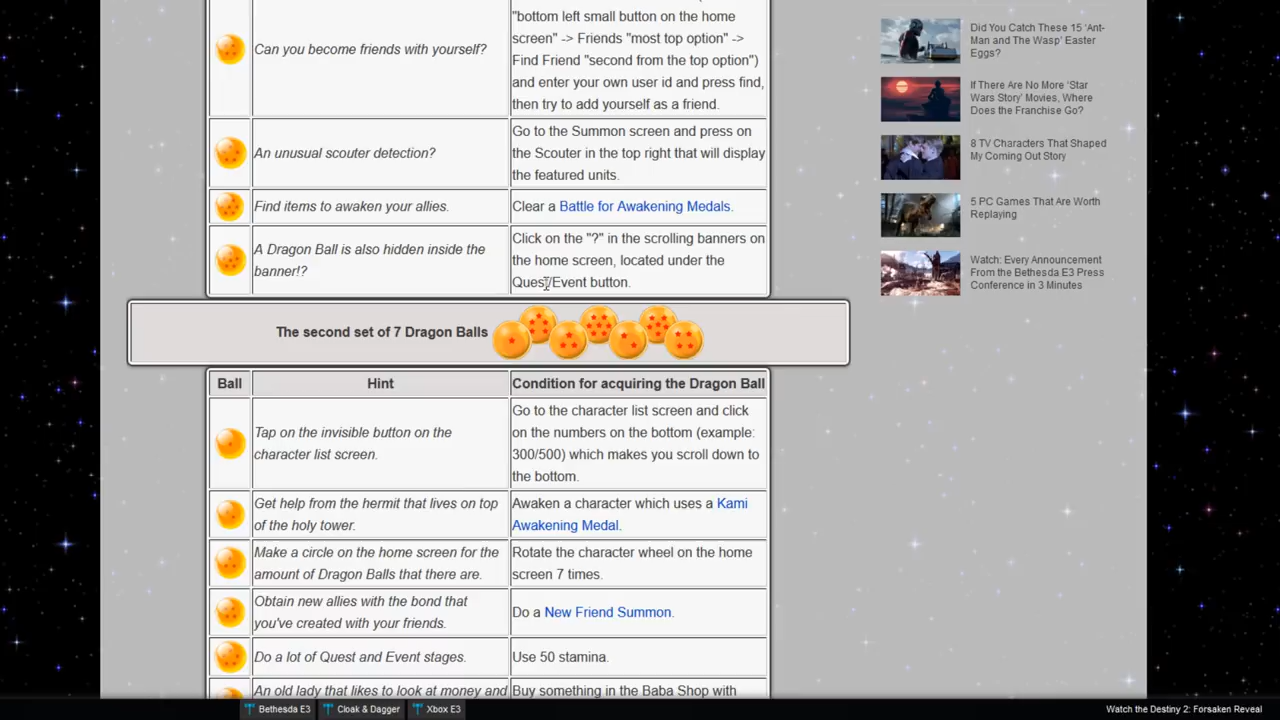 "bottom left small button on the home
screen" -> Friends "most top option" ->
Can you become friends with yourself?
Find Friend "second from the top option")
and enter your own user id and press find,
then try to add yourself as a friend.
Go to the Summon screen and press on
An unusual scouter detection?
the Scouter in the top right that will display
the featured units.
Find items to awaken your allies.
Clear a Battle for Awakening Medals.
A Dragon Ball is also hidden inside the
banner!?
Click on the "?" in the scrolling banners on
the home screen, located under the
Quest/Event button.
The second set of 7 Dragon Balls
Ball
Hint
Condition for acquiring the Dragon Ball
Tap on the invisible button on the
character list screen.
Go to the character list screen and click
on the numbers on the bottom (example:
300/500) which makes you scroll down to
the bottom.
Get help from the hermit that lives on top
of the holy tower.
Awaken a character which uses a Kami
Awakening Medal.
Make a circle on the home screen for the
amount of Dragon Balls that there are.
Rotate the character wheel on the home
screen 7 times.
Obtain new allies with the bond that
you've created with your friends.
Do a New Friend Summon.
Do a lot of Quest and Event stages.
Use 50 stamina.
An old lady that likes to look at money and
Buy something in the Baba Shop with
Did You Catch These 15 'Ant-
Man and The Wasp' Easter
Eggs?
If There Are No More 'Star
Wars Story' Movies, Where
Does the Franchise Go?
8 TV Characters That Shaped
My Coming Out Story
5 PC Games That Are Worth
Replaying
Watch: Every Announcement
From the Bethesda E3 Press
Conference in 3 Minutes
Bethesda E3
Cloak & Dagger
Xbox E3
Watch the Destiny 2: Forsaken Reveal